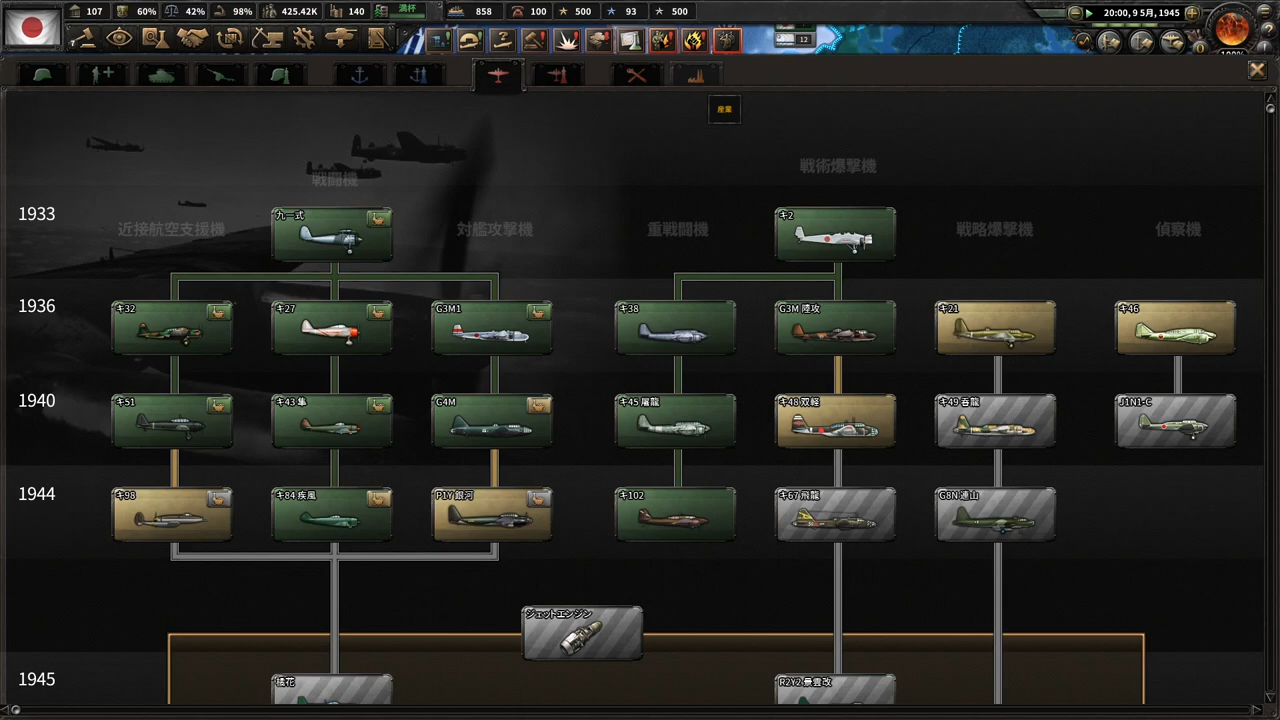 107 60% 42% 98% 425.42K 140 満杯 858 100 500 93 500 20:00, 9 5月, 1945
12
100%
産業
戦術爆撃機
戦闘機
1933 九一式 キ2
近接航空支援機 対艦攻撃機 重戦闘機 戦略爆撃機 偵察機
1936 キ32 キ27 G3M1 キ38 G3M 陸攻 キ21 キ46
1940 キ51 キ43 隼 G4M キ45 屠龍 キ48 双軽 キ49 呑龍 J1N1-C
1944 キ98 キ84 疾風 P1Y 銀河 キ102 キ67 飛龍 G8N 連山
ジェットエンジン
1945 橘花 R2Y2 景雲改